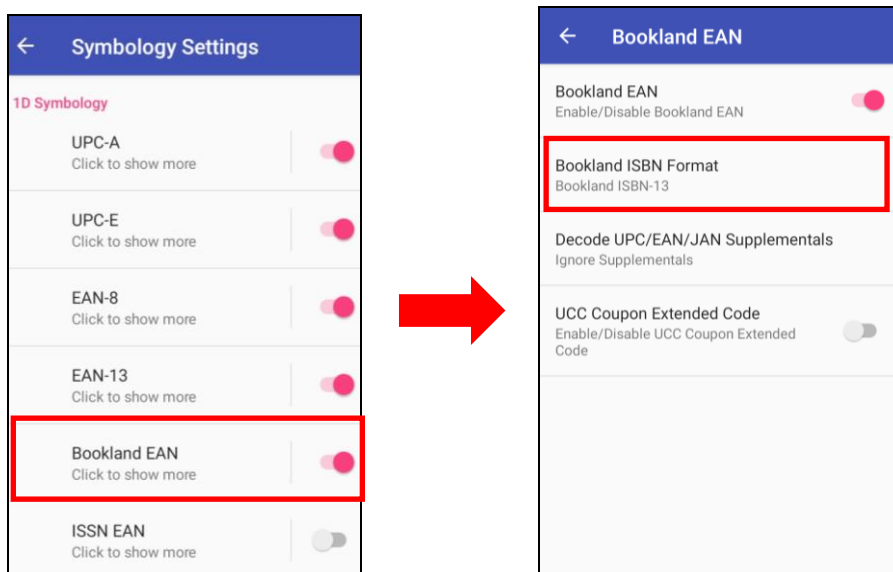 Symbology Settings
1D Symbology
UPC-A
Click to show more
UPC-E
Click to show more
EAN-8
Click to show more
EAN-13
Click to show more
Bookland EAN
Click to show more
ISSN EAN
Click to show more
Bookland EAN
Bookland EAN
Enable/Disable Bookland EAN
Bookland ISBN Format
Bookland ISBN-13
Decode UPC/EAN/JAN Supplementals
Ignore Supplementals
UCC Coupon Extended Code
Enable/Disable UCC Coupon Extended
Code